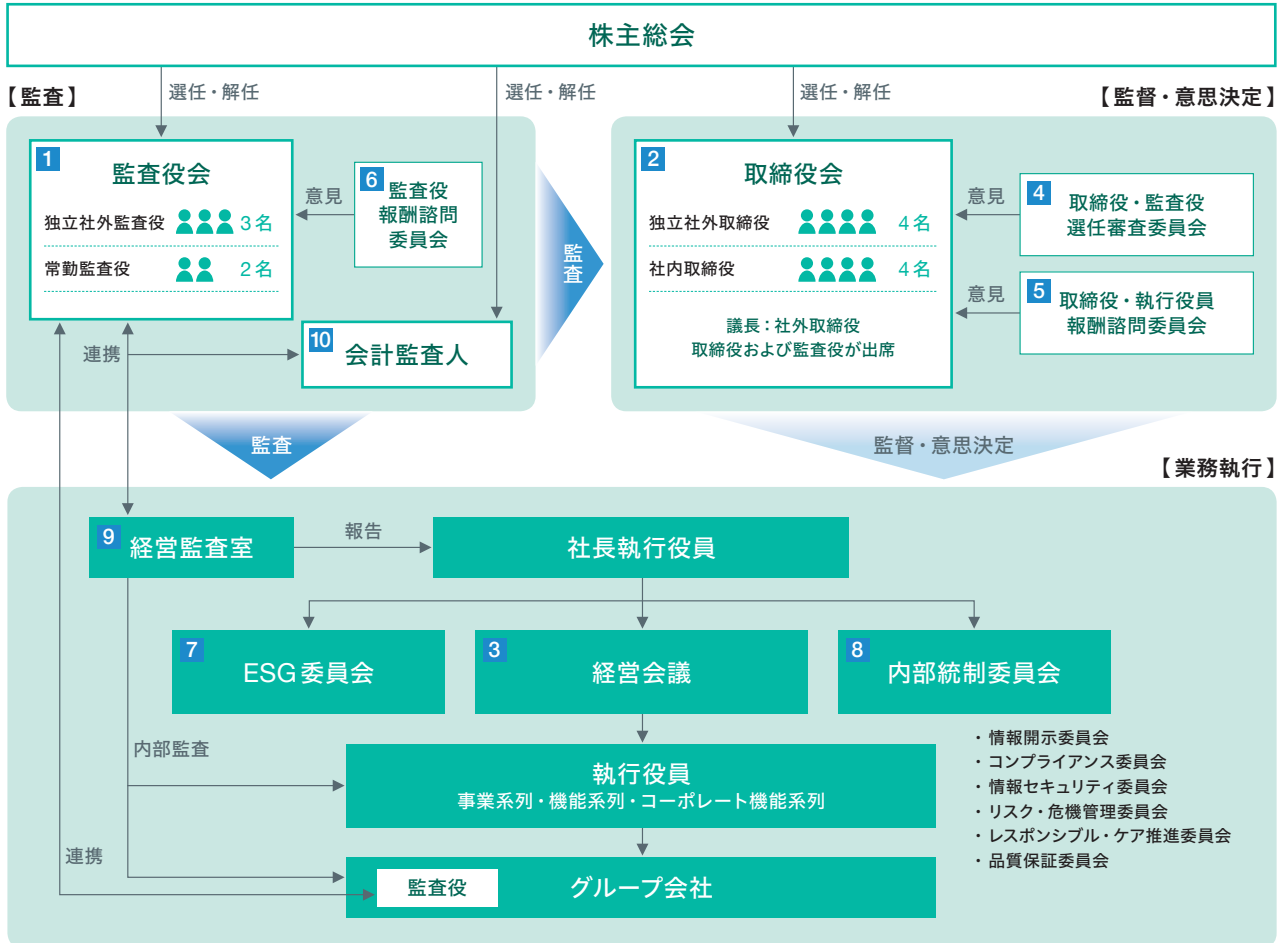 株主総会
【監査】
選任・解任
選任・解任
選任・解任
【監督・意思決定】
1
監査役会
独立社外監査役 3名
常勤監査役 2名
意見
6
監査役
報酬諮問
委員会
連携
10
会計監査人
監査
2
取締役会
独立社外取締役 4名
社内取締役 4名
議長：社外取締役
取締役および監査役が出席
意見
4
取締役・監査役
選任審査委員会
意見
5
取締役・執行役員
報酬諮問委員会
監査
監督・意思決定
【業務執行】
9
経営監査室
報告
社長執行役員
7
ESG委員会
3
経営会議
8
内部統制委員会
・情報開示委員会
・コンプライアンス委員会
・情報セキュリティ委員会
・リスク・危機管理委員会
・レスポンシブル・ケア推進委員会
・品質保証委員会
内部監査
執行役員
事業系列・機能系列・コーポレート機能系列
連携
監査役
グループ会社